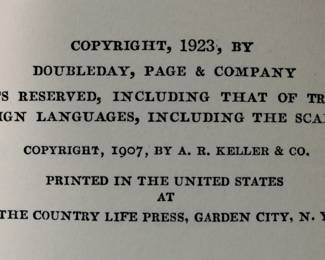 COPYRIGHT, 1923, BY
DOUBLEDAY, PAGE & COMPANY
S RESERVED, INCLUDING THAT OF TR
IGN LANGUAGES, INCLUDING THE SCA
COPYRIGHT, 1907, BY A. R. KELLER & CO.
PRINTED IN THE UNITED STATES
AT
THE COUNTRY LIFE PRESS, GARDEN CITY, N. Y